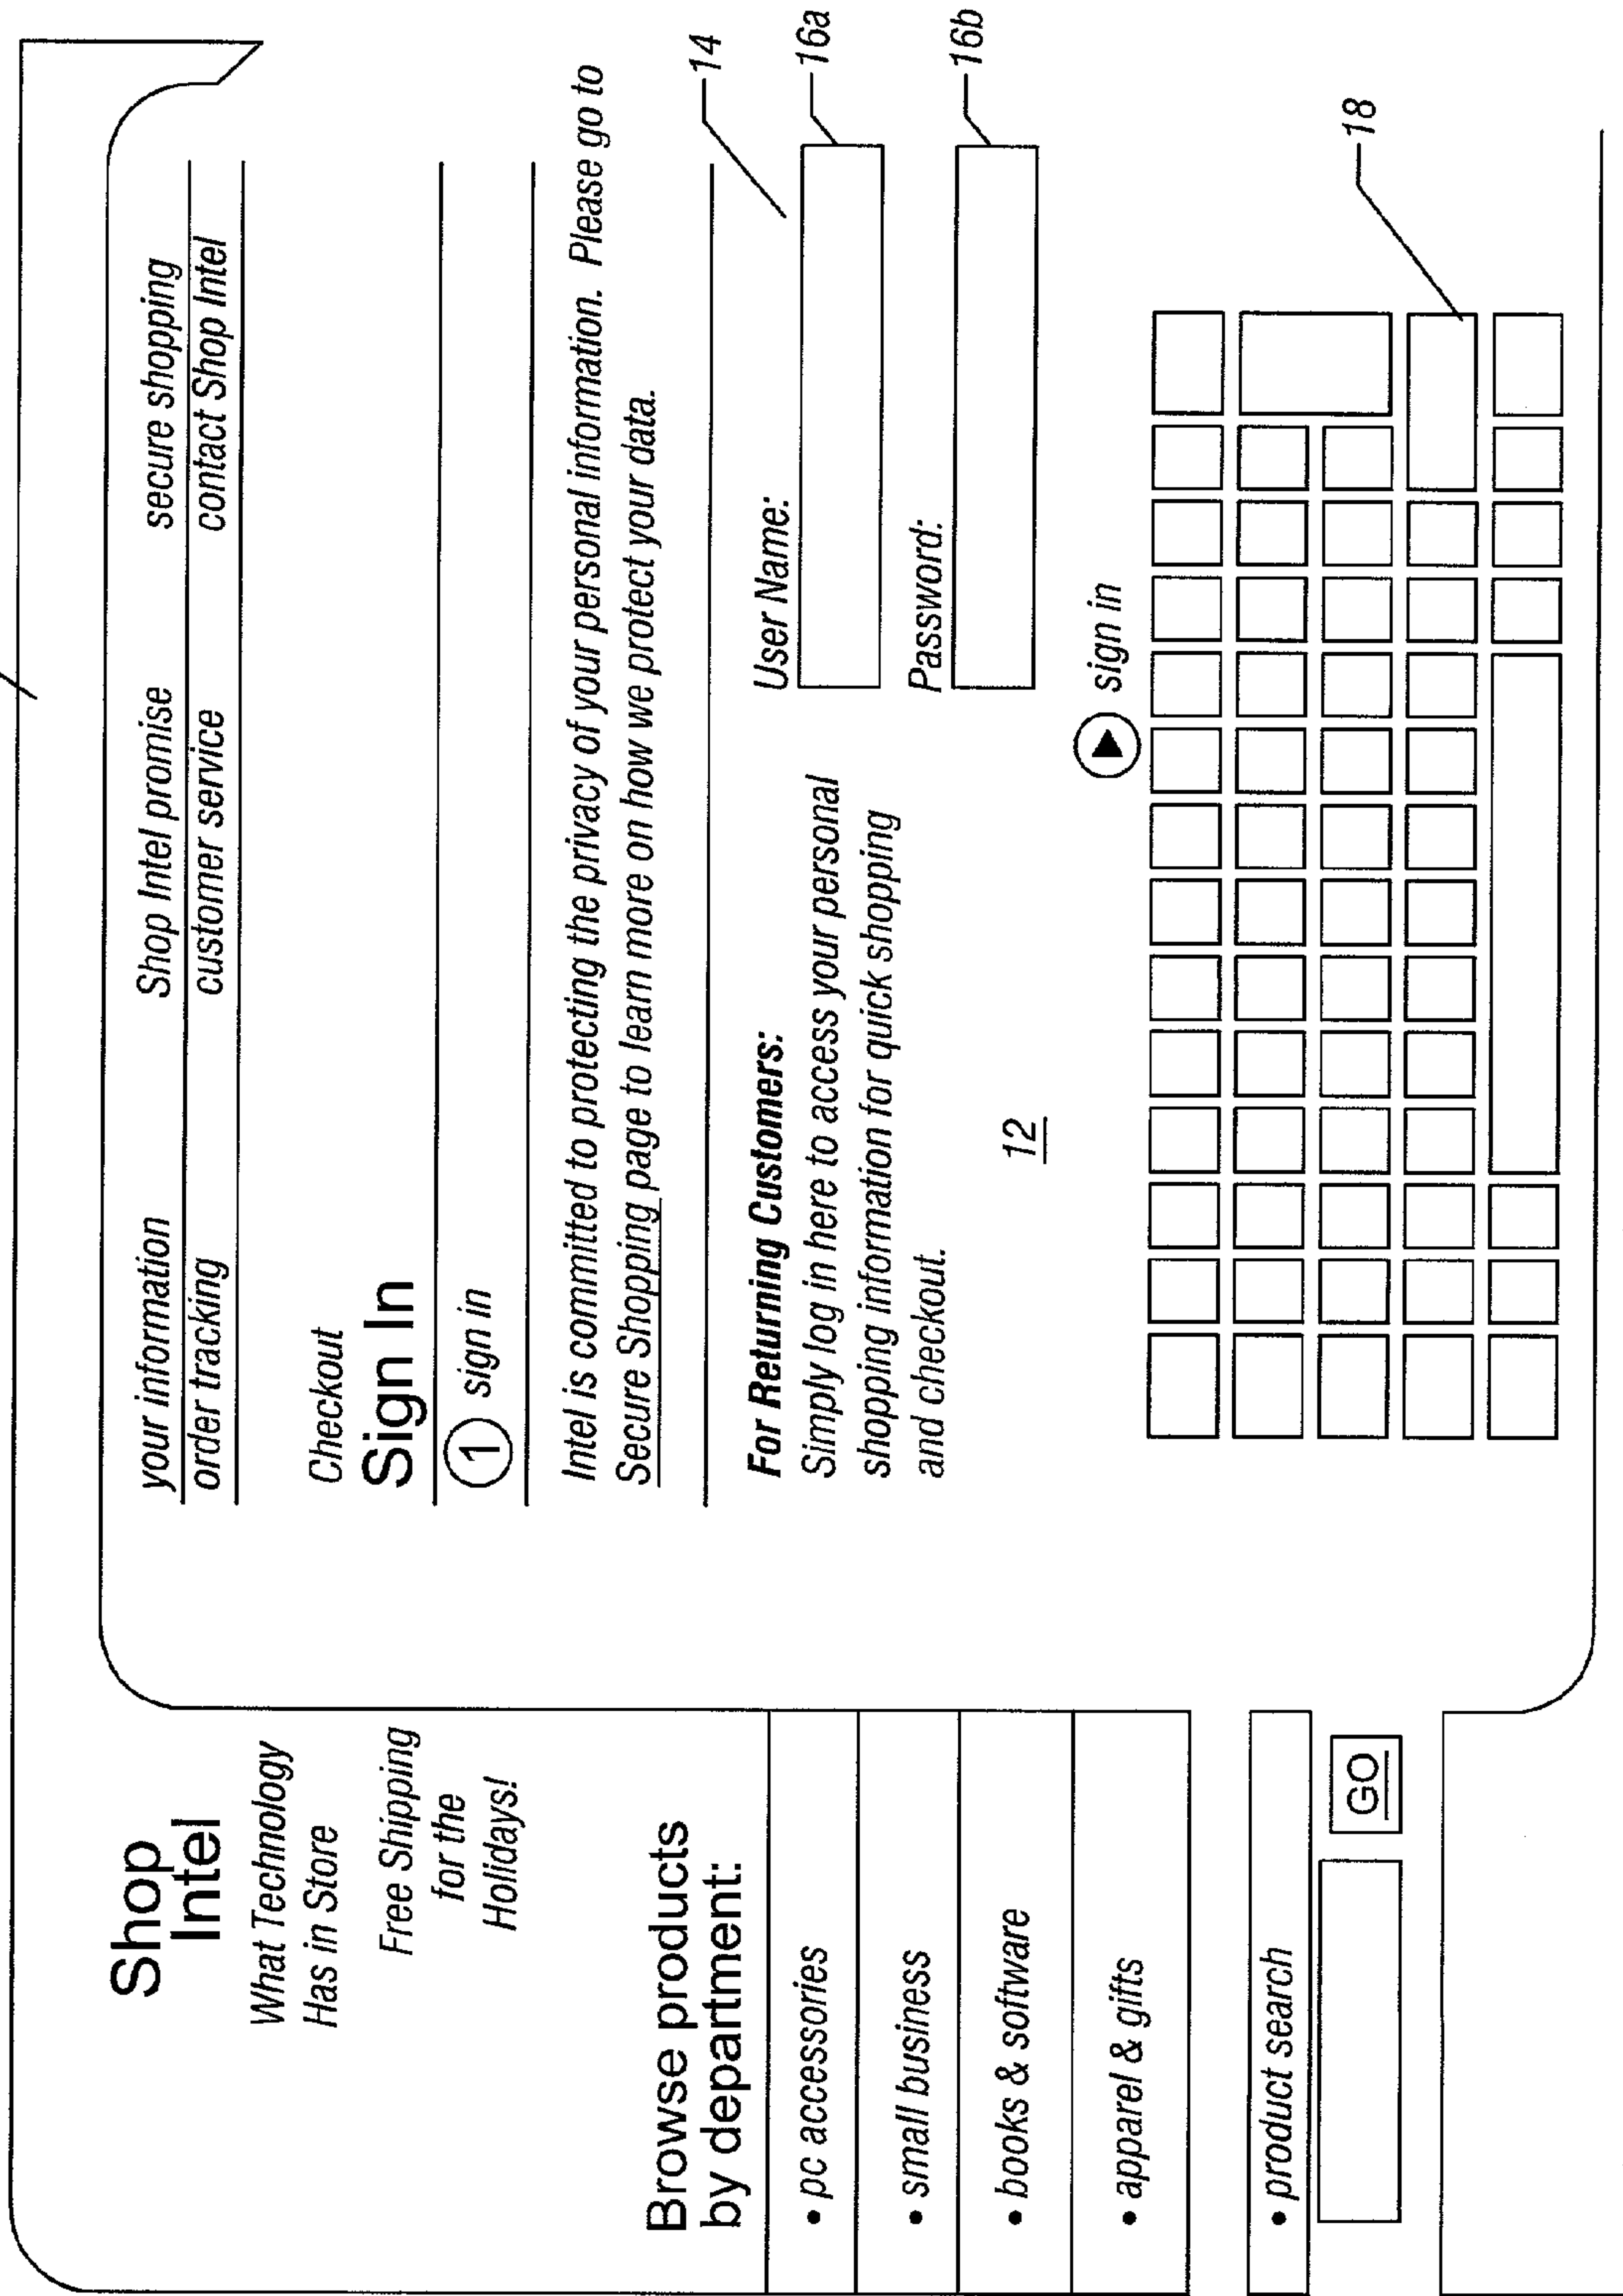 Shop
Intel
What Technology
Has in Store
Free Shipping
for the
Holidays!
Browse products
by department:
• pc accessories
• small business
• books & software
• apparel & gifts
• product search
GO
your information Shop Intel promise secure shopping
order tracking customer service contact Shop Intel
Checkout
Sign In
1 sign in
Intel is committed to protecting the privacy of your personal information. Please go to
Secure Shopping page to learn more on how we protect your data.
For Returning Customers:
Simply log in here to access your personal
shopping information for quick shopping
and checkout.
User Name:
Password:
sign in
12
14
16a
16b
18